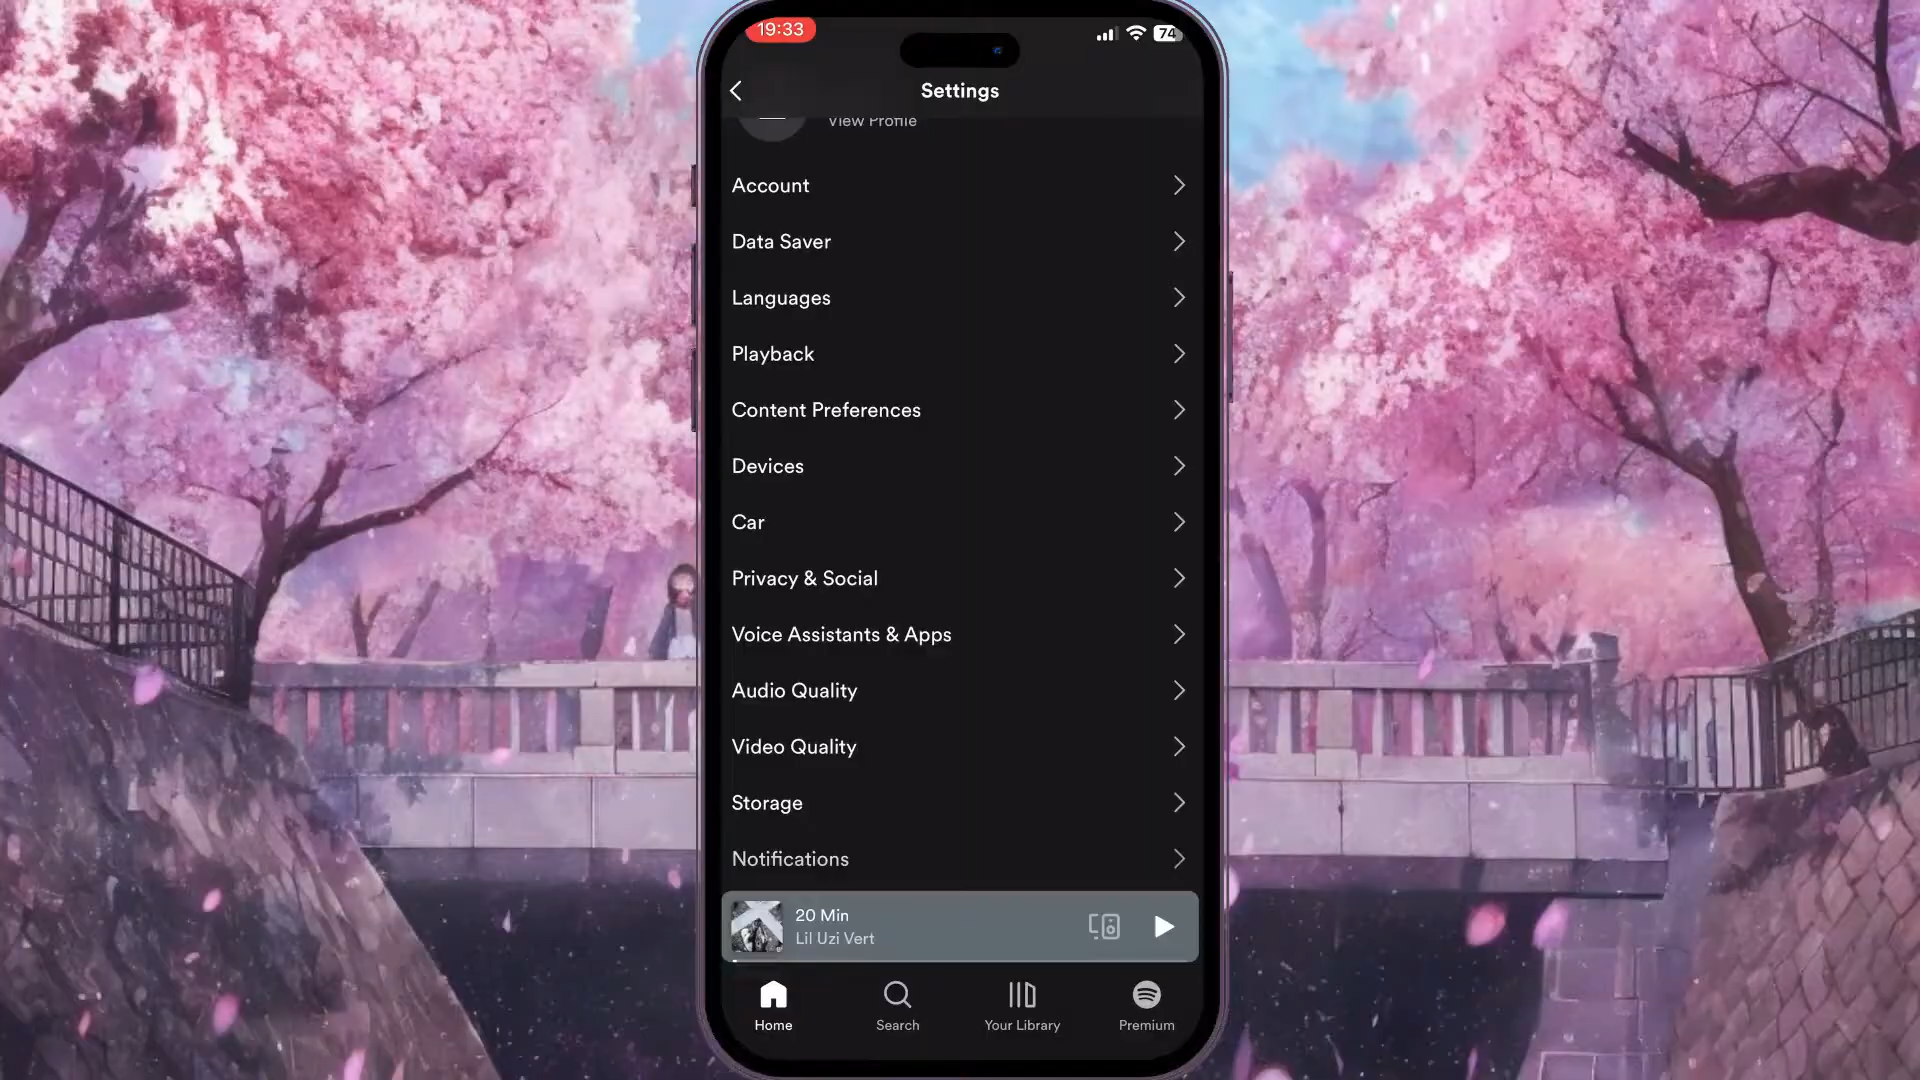 19:33
74
Settings
View Profile
Account
Data Saver
Languages
Playback
Content Preferences
Devices
Car
Privacy & Social
Voice Assistants & Apps
Audio Quality
Video Quality
Storage
Notifications
20 Min
Lil Uzi Vert
Home
Search
Your Library
Premium